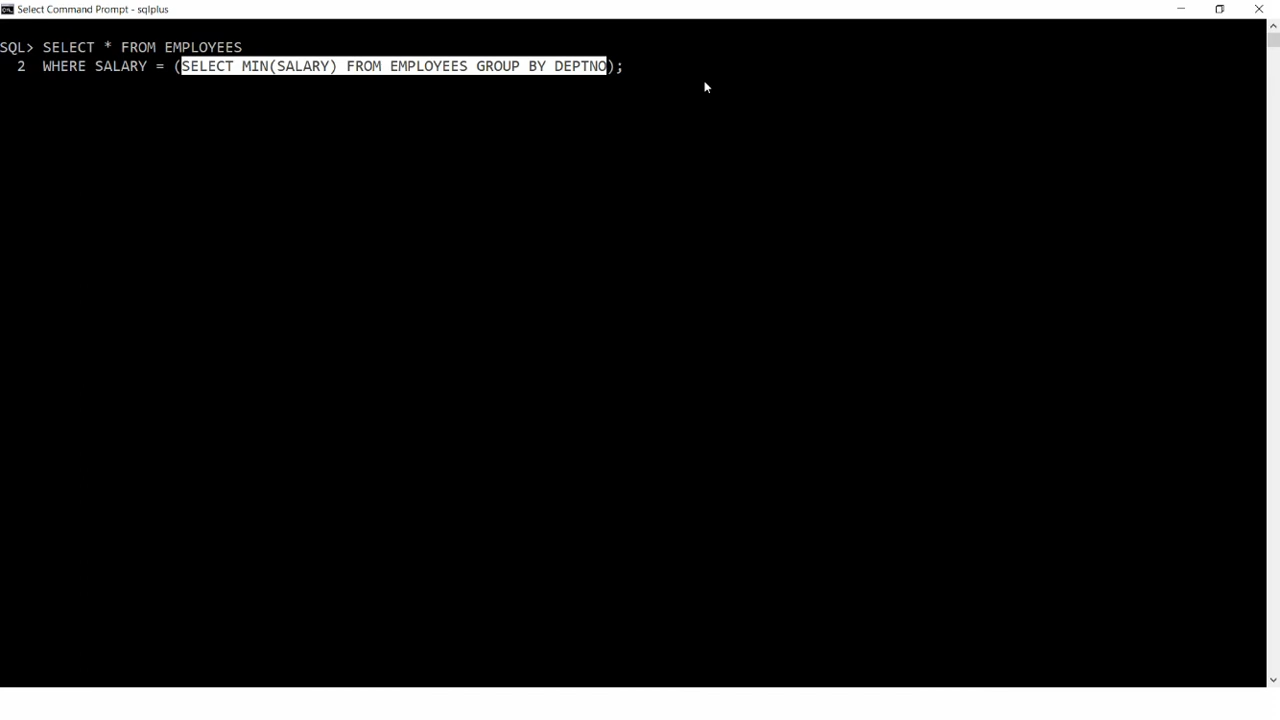 Select Command Prompt - sqlplus
SQL> SELECT * FROM EMPLOYEES
2 WHERE SALARY = (SELECT MIN(SALARY) FROM EMPLOYEES GROUP BY DEPTNO);